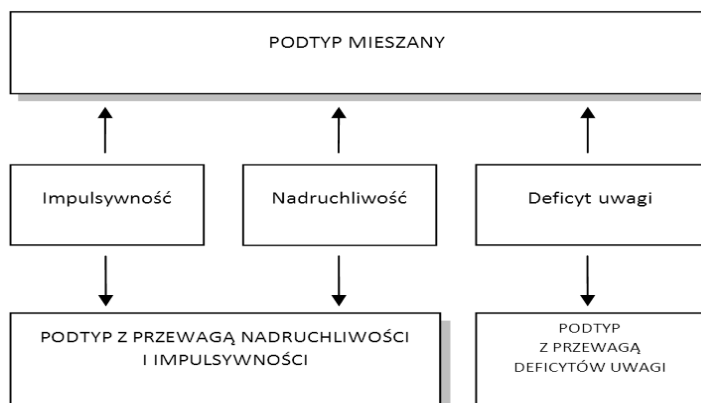 PODTYP MIESZANY
Impulsywność
Nadruchliwość
Deficyt uwagi
PODTYP Z PRZEWAGĄ NADRUCHLIWOŚCI
I IMPULSYWNOŚCI
PODTYP
Z PRZEWAGĄ
DEFICYTÓW UWAGI